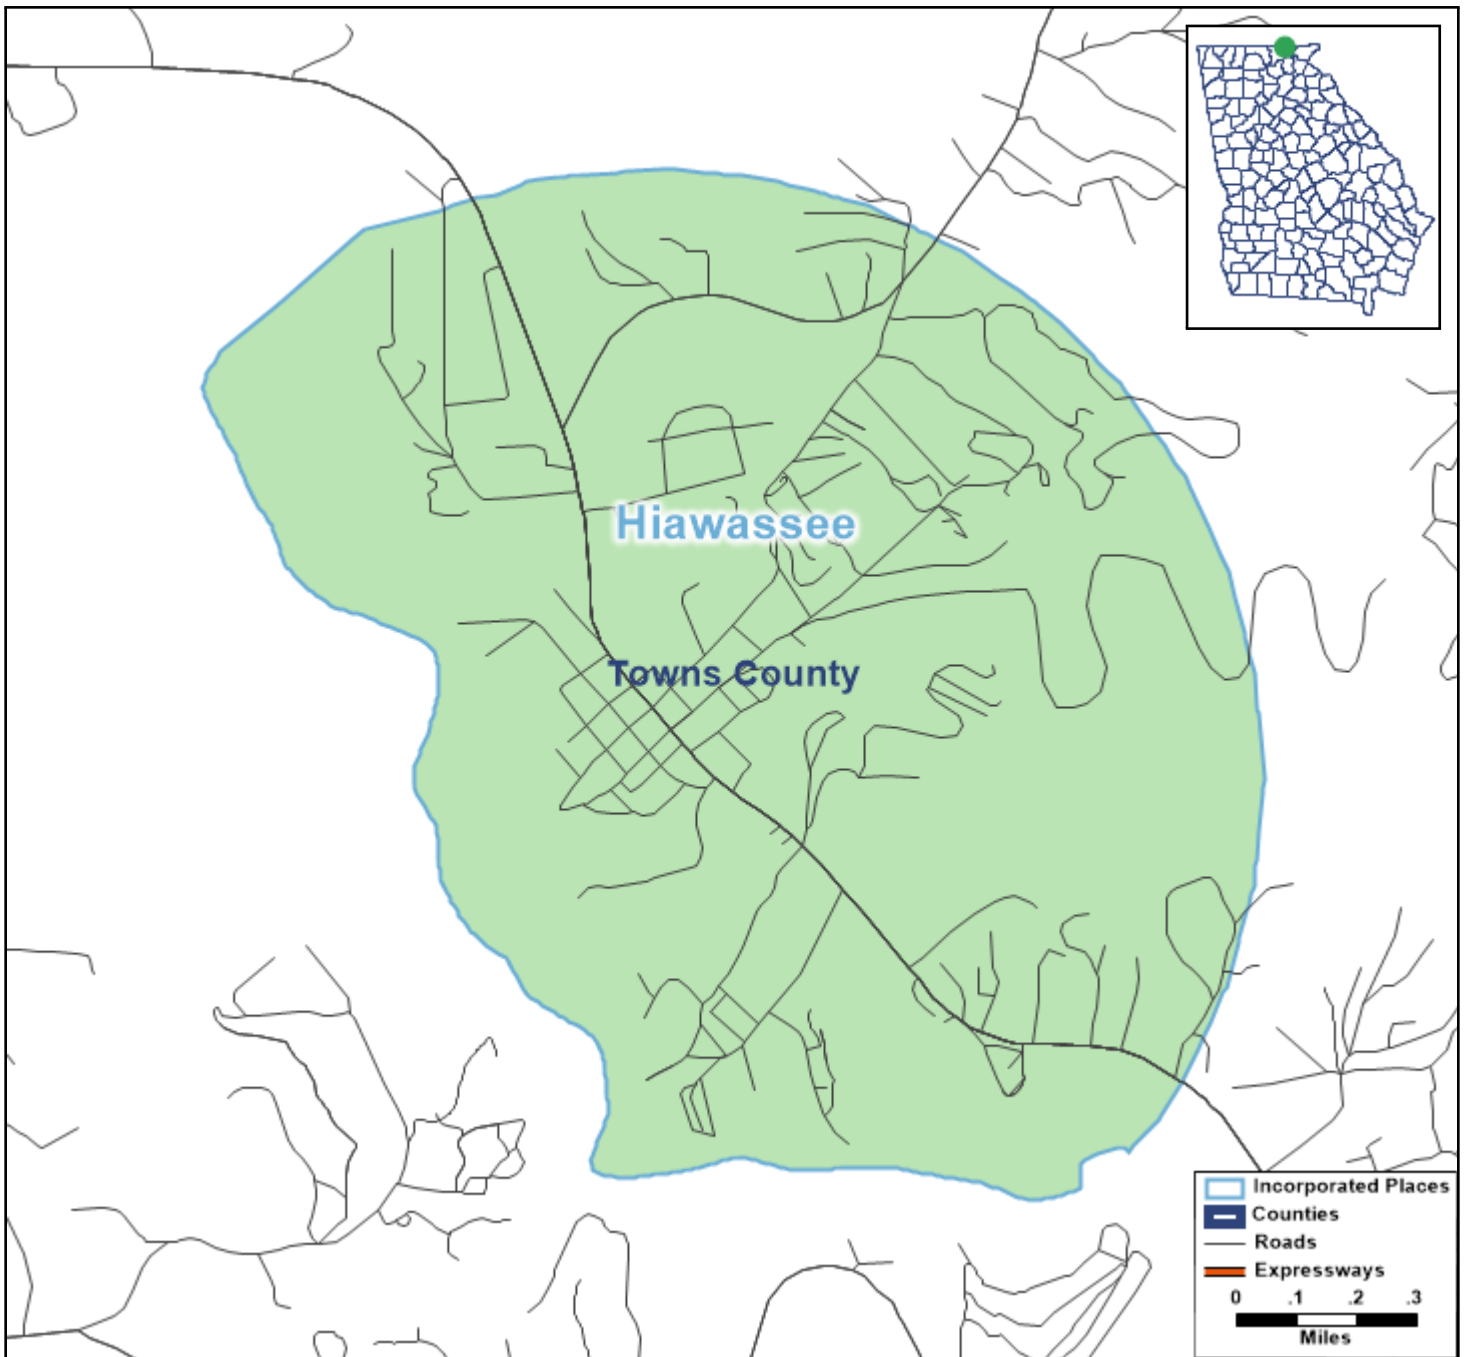 Hiawassee
Towns County
Incorporated Places
Counties
Roads
Expressways
0 .1 .2 .3
Miles